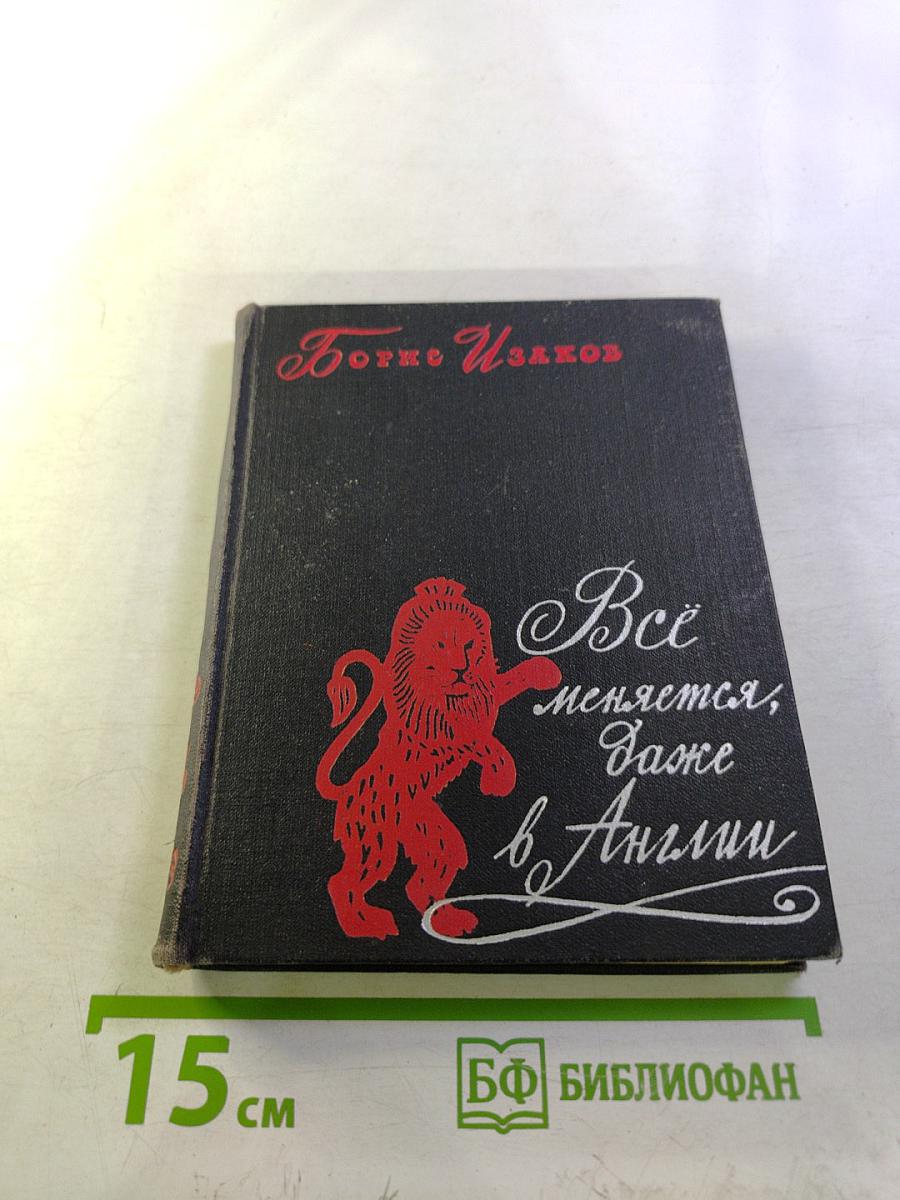 Борис Изаков
Всё
меняется,
даже
в Англии
15 см
БФ БИБЛИОФАН